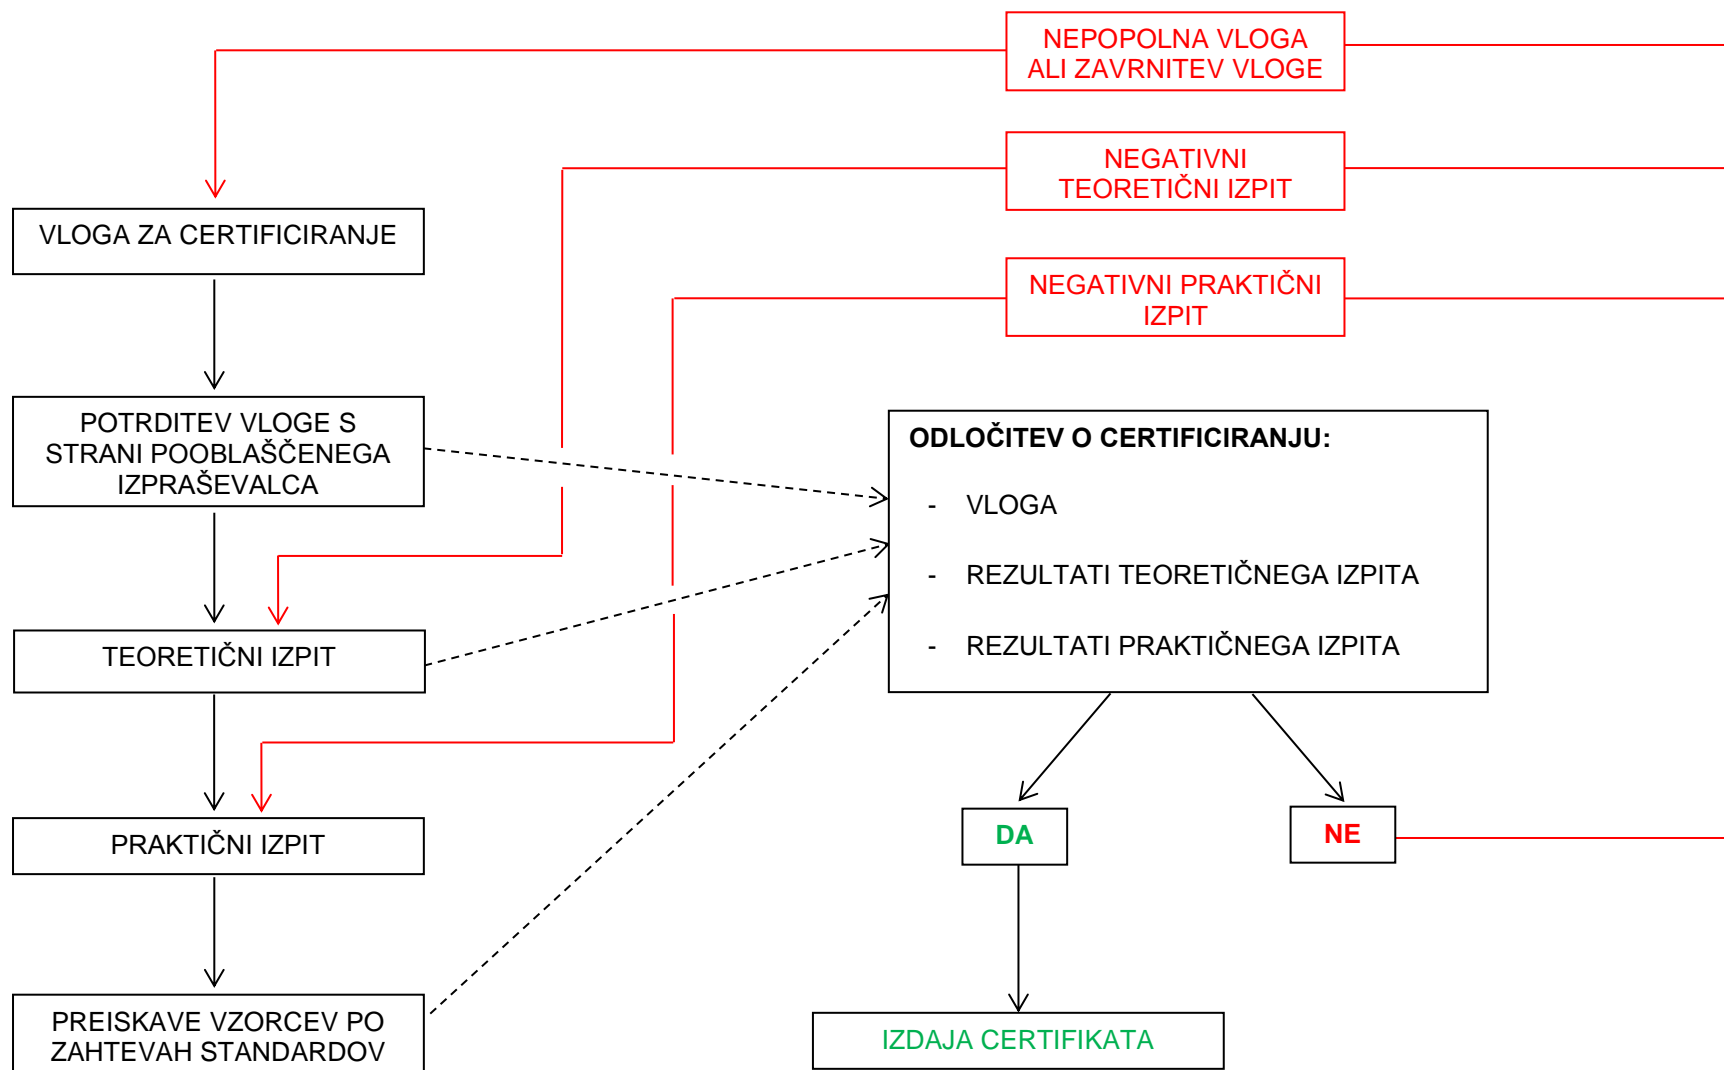 NEPOPOLNA VLOGA
ALI ZAVRNITEV VLOGE
NEGATIVNI
TEORETIČNI IZPIT
VLOGA ZA CERTIFICIRANJE
NEGATIVNI PRAKTIČNI
IZPIT
POTRDITEV VLOGE S
STRANI POOBLAŠČENEGA
IZPRAŠEVALCA
ODLOČITEV O CERTIFICIRANJU:
- VLOGA
- REZULTATI TEORETIČNEGA IZPITA
- REZULTATI PRAKTIČNEGA IZPITA
TEORETIČNI IZPIT
PRAKTIČNI IZPIT
DA
NE
PREISKAVE VZORCEV PO
ZAHTEVAH STANDARDOV
IZDAJA CERTIFIKATA